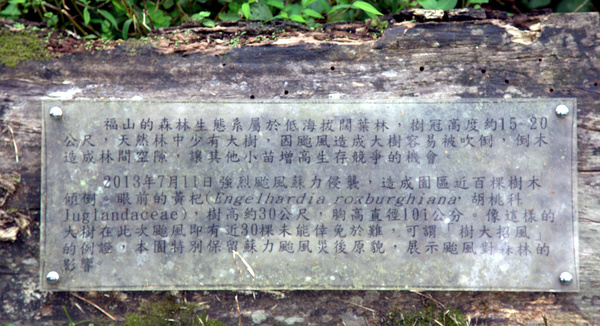 福山的森林生態系屬於低海拔闊葉林，樹冠高度約15-20
公尺，天然林中少有大樹，因颱風造成大樹容易被吹倒，倒木
造成林間空隙，讓其他小苗增高生存競爭的機會。
2013年7月11日強烈颱風蘇力侵襲，造成園區近百棵樹木
傾倒。眼前的黃杞(Engelhardia roxburghiana, 胡桃科
Juglandaceae)，樹高約30公尺，胸高直徑101公分。像這樣的
大樹在此次颱風即有近30棵未能倖免於難，可謂「樹大招風」
的例證，本園特別保留蘇力颱風災後原貌，展示颱風對森林的
影響